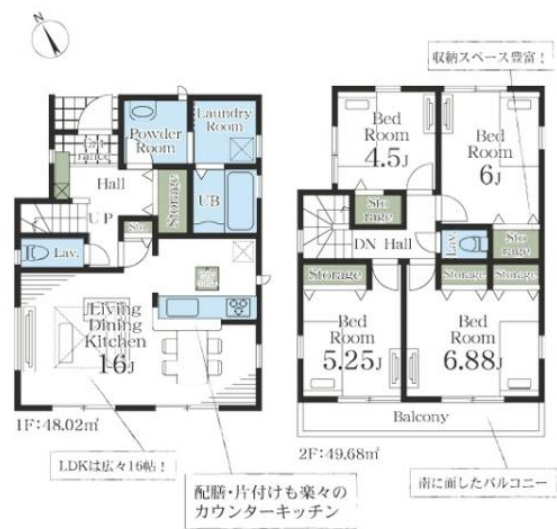 N
収納スペース豊富！
Entrance
Powder Room
Laundry Room
Hall
Storage
UB
UP
Sto.
Lav.
Living
Dining
Kitchen
16J
1F:48.02㎡
LDKは広々16帖！
配膳・片付けも楽々の
カウンターキッチン
Bed
Room
4.5J
Bed
Room
6J
Storage
DN Hall
Lav.
Storage
Storage
Storage
Storage
Bed
Room
5.25J
Bed
Room
6.88J
Balcony
2F:49.68㎡
南に面したバルコニー